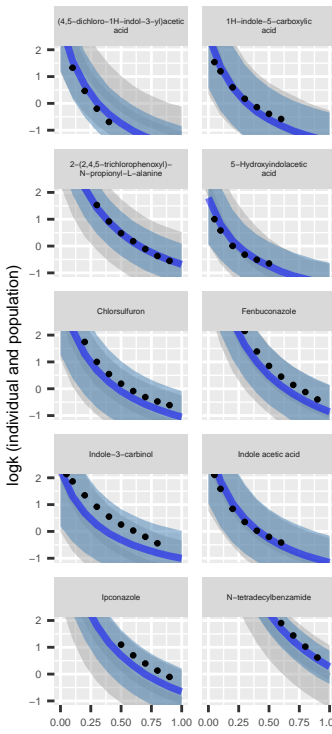 (4,5−dichloro−1H−indol−3−yl)acetic
acid
1H−indole−5−carboxylic
acid
2
1
0
−1
2−(2,4,5−trichlorophenoxyl)−
N−propionyl−L−alanine
5−Hydroxyindolacetic
acid
2
1
0
−1
Chlorsulfuron
Fenbuconazole
2
1
0
−1
Indole−3−carbinol
Indole acetic acid
2
1
0
−1
Ipconazole
N−tetradecylbenzamide
2
1
0
−1
0.00 0.25 0.50 0.75 1.00
0.00 0.25 0.50 0.75 1.00
logk (individual and population)